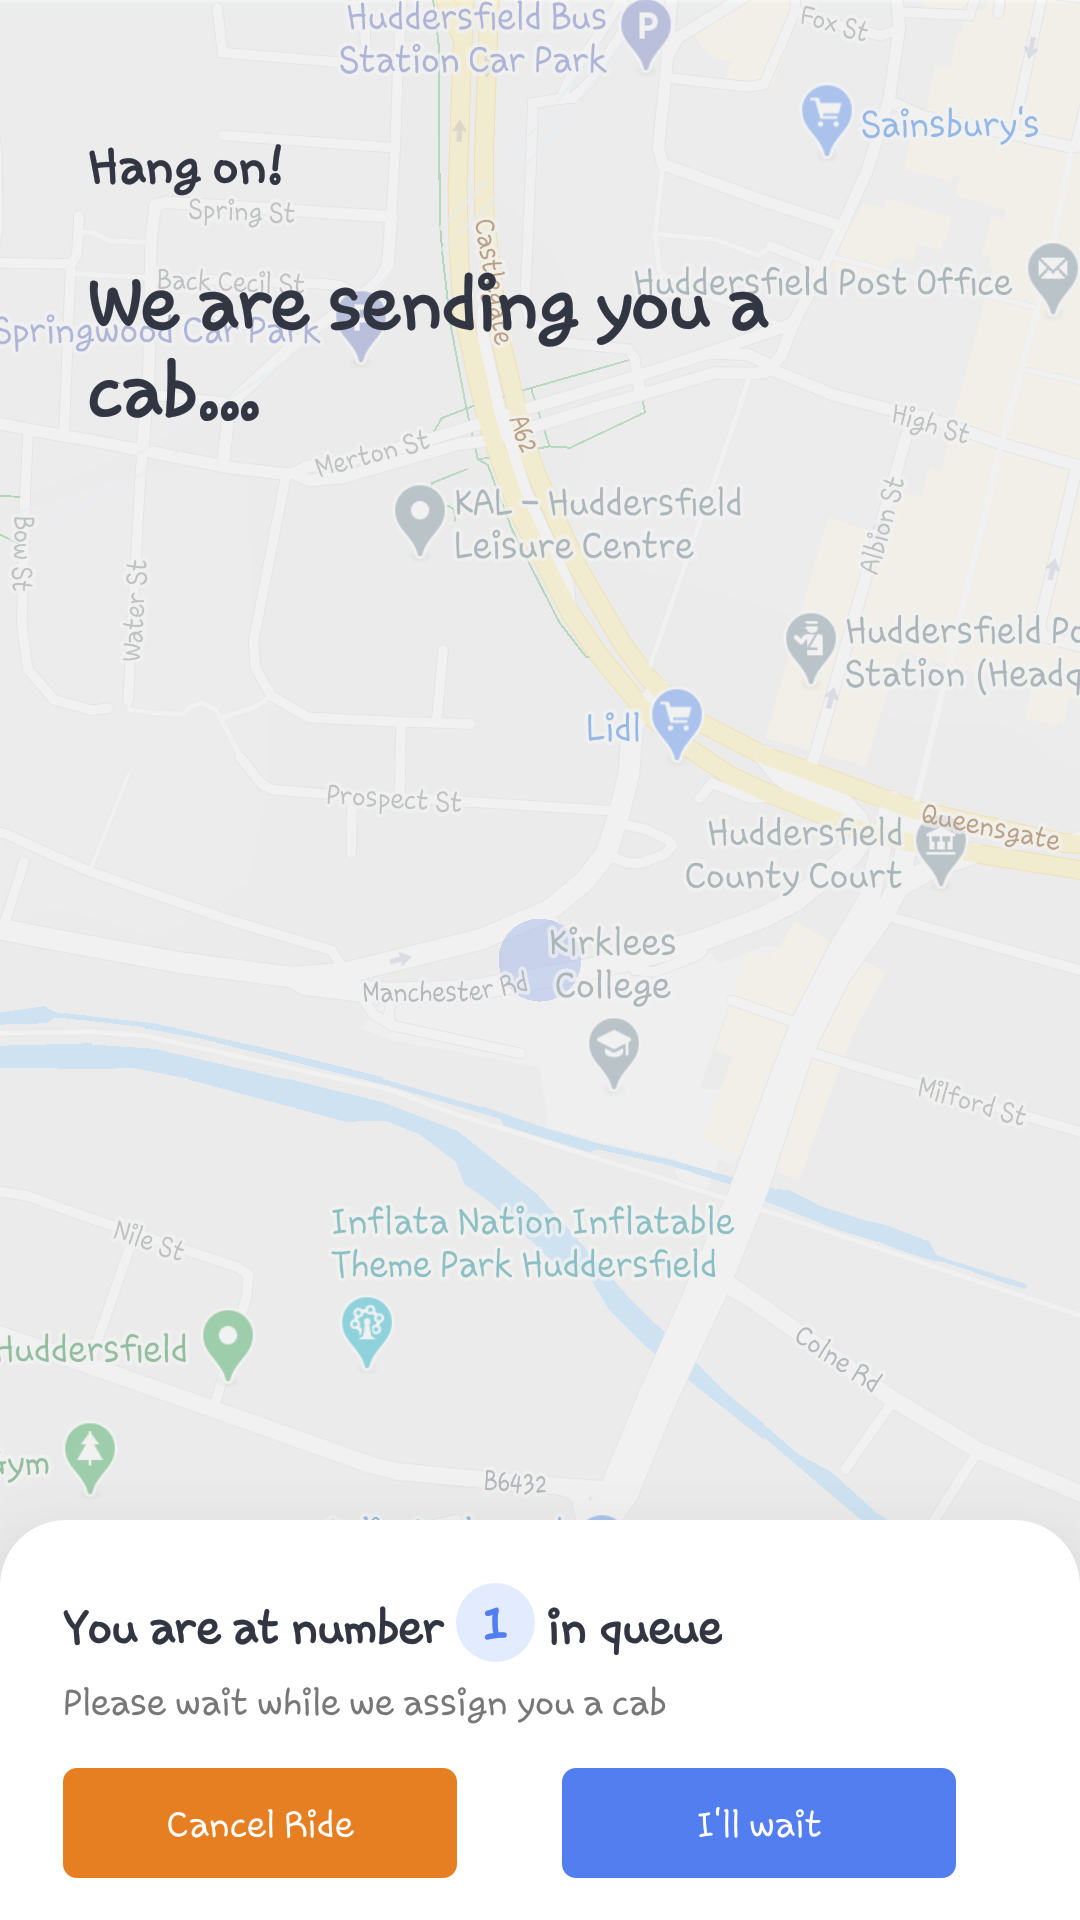 Huddersfield Bus
Station Car Park
Fox St
Sainsbury's
Hang on!
Spring St
Castlegate
Back Cecil St
Huddersfield Post Office
We are sending you a
cab...
Springwood Car Park
A62
High St
Merton St
KAL – Huddersfield
Leisure Centre
Albion St
Bow St
Water St
Huddersfield Po
Station (Headq
Lidl
Prospect St
Queensgate
Huddersfield
County Court
Kirklees
College
Manchester Rd
Milford St
Inflata Nation Inflatable
Theme Park Huddersfield
Nile St
Huddersfield
Colne Rd
Gym
B6432
You are at number 1 in queue
Please wait while we assign you a cab
Cancel Ride
I'll wait